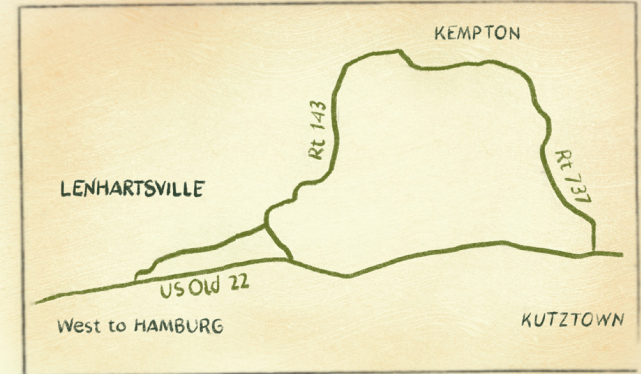 KEMPTON
Rt 143
Rt 737
LENHARTSVILLE
US Old 22
West to HAMBURG
KUTZTOWN